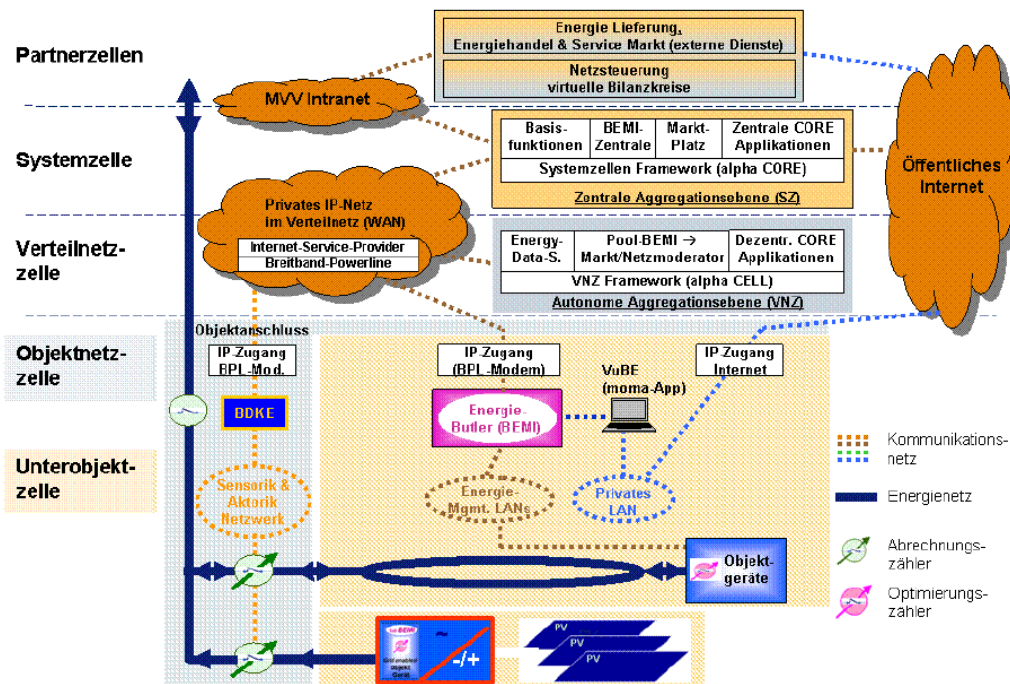 Partnerzellen
Energie Lieferung,
Energiehandel & Service Markt (externe Dienste)
Netzsteuerung
virtuelle Bilanzkreise
MVV Intranet
Systemzelle
Basis-
funktionen
BEMI-
Zentrale
Markt-
Platz
Zentrale CORE
Applikationen
Systemzellen Framework (alpha CORE)
Zentrale Aggregationsebene (SZ)
Öffentliches
Internet
Privates IP-Netz
im Verteilnetz (WAN)
Internet-Service-Provider
Breitband-Powerline
Verteilnetz-
zelle
Energy-
Data-S.
Pool-BEMI →
Markt/Netzmoderator
Dezentr. CORE
Applikationen
VNZ Framework (alpha CELL)
Autonome Aggregationsebene (VNZ)
Objektnetz-
zelle
Objektanschluss
IP-Zugang
BPL-Mod.
IP-Zugang
(BPL-Modem)
IP-Zugang
Internet
VuBE
(moma-App)
BDKE
Energie-
Butler (BEMI)
Unterobjekt-
zelle
Sensorik &
Aktorik
Netzwerk
Energie-
Mgmt. LANs
Privates
LAN
Objekt-
geräte
Kommunikations-
netz
Energienetz
Abrechnungs-
zähler
Optimierungs-
zähler
BEMI
Grid enabled
Objekt
Gerät
~
-/+
PV
PV
PV